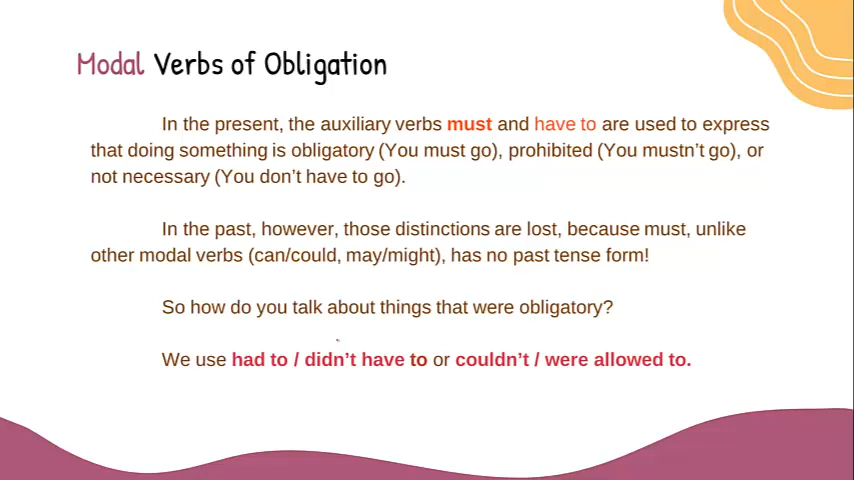 Modal Verbs of Obligation
In the present, the auxiliary verbs must and have to are used to express
that doing something is obligatory (You must go), prohibited (You mustn’t go), or
not necessary (You don’t have to go).
In the past, however, those distinctions are lost, because must, unlike
other modal verbs (can/could, may/might), has no past tense form!
So how do you talk about things that were obligatory?
We use had to / didn’t have to or couldn’t / were allowed to.